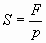 S = F/p